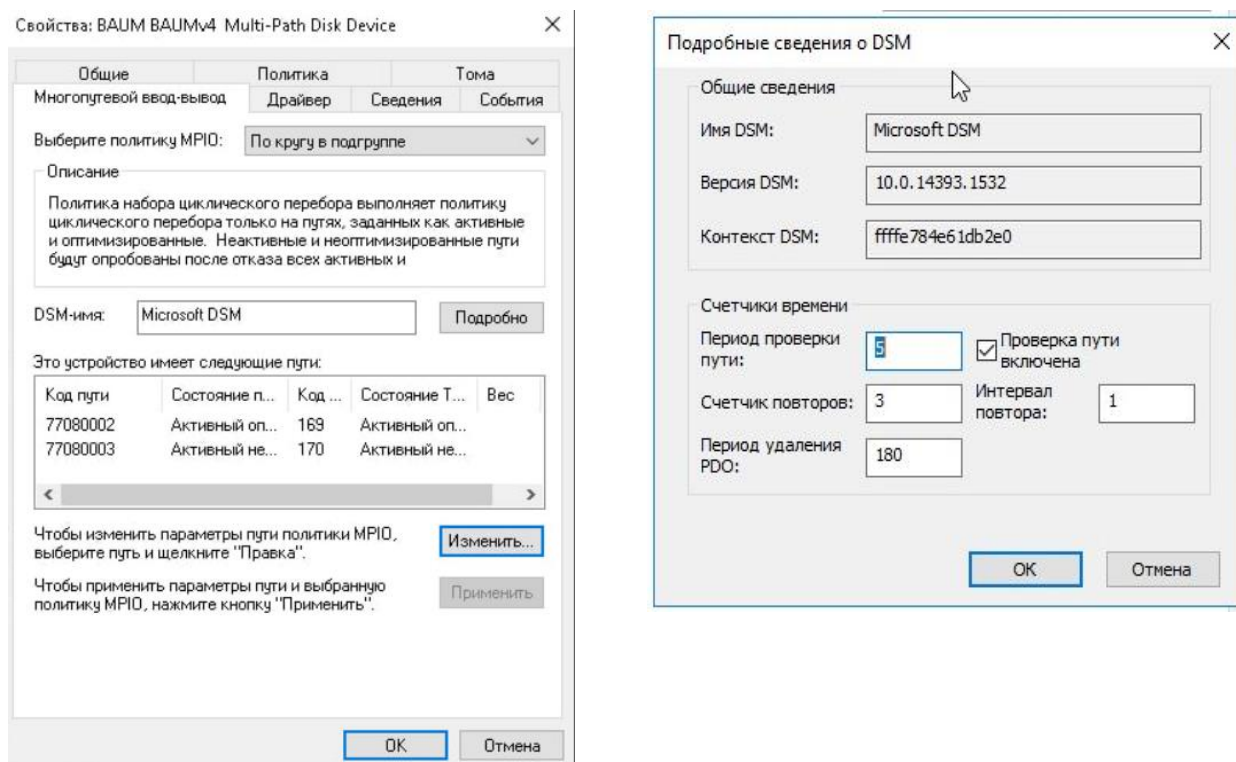 Свойства: BAUM BAUMv4 Multi-Path Disk Device
Общие Политика Тома
Многопутевой ввод-вывод Драйвер Сведения События
Выберите политику MPIO: По кругу в подгруппе
Описание
Политика набора циклического перебора выполняет политику
циклического перебора только на путях, заданных как активные
и оптимизированные. Неактивные и неоптимизированные пути
будут опробованы после отказа всех активных и
DSM-имя: Microsoft DSM Подробно
Это устройство имеет следующие пути:
Код пути Состояние п... Код ... Состояние Т... Вес
77080002 Активный оп... 169 Активный оп...
77080003 Активный не... 170 Активный не...
Чтобы изменить параметры пути политики MPIO,
выберите путь и щелкните "Правка".
Изменить...
Чтобы применить параметры пути и выбранную
политику MPIO, нажмите кнопку "Применить".
Применить
OK Отмена
Подробные сведения о DSM
Общие сведения
Имя DSM: Microsoft DSM
Версия DSM: 10.0.14393.1532
Контекст DSM: ffffe784e61db2e0
Счетчики времени
Период проверки
пути:
5
Проверка пути
включена
Счетчик повторов: 3
Интервал
повтора:
1
Период удаления
PDO:
180
OK Отмена